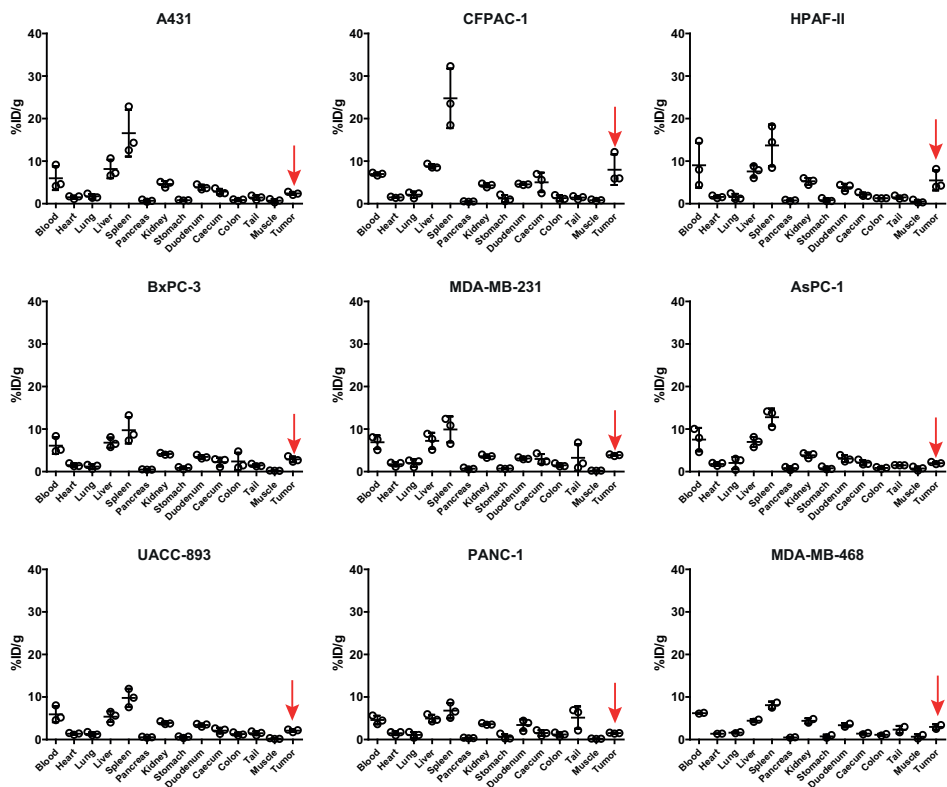 A431
CFPAC-1
HPAF-II
%ID/g
40
30
20
10
0
Blood
Heart
Lung
Liver
Spleen
Pancreas
Kidney
Stomach
Duodenum
Caecum
Colon
Tail
Muscle
Tumor
%ID/g
40
30
20
10
0
Blood
Heart
Lung
Liver
Spleen
Pancreas
Kidney
Stomach
Duodenum
Caecum
Colon
Tail
Muscle
Tumor
%ID/g
40
30
20
10
0
Blood
Heart
Lung
Liver
Spleen
Pancreas
Kidney
Stomach
Duodenum
Caecum
Colon
Tail
Muscle
Tumor
BxPC-3
MDA-MB-231
AsPC-1
%ID/g
40
30
20
10
0
Blood
Heart
Lung
Liver
Spleen
Pancreas
Kidney
Stomach
Duodenum
Caecum
Colon
Tail
Muscle
Tumor
%ID/g
40
30
20
10
0
Blood
Heart
Lung
Liver
Spleen
Pancreas
Kidney
Stomach
Duodenum
Caecum
Colon
Tail
Muscle
Tumor
%ID/g
40
30
20
10
0
Blood
Heart
Lung
Liver
Spleen
Pancreas
Kidney
Stomach
Duodenum
Caecum
Colon
Tail
Muscle
Tumor
UACC-893
PANC-1
MDA-MB-468
%ID/g
40
30
20
10
0
Blood
Heart
Lung
Liver
Spleen
Pancreas
Kidney
Stomach
Duodenum
Caecum
Colon
Tail
Muscle
Tumor
%ID/g
40
30
20
10
0
Blood
Heart
Lung
Liver
Spleen
Pancreas
Kidney
Stomach
Duodenum
Caecum
Colon
Tail
Muscle
Tumor
%ID/g
40
30
20
10
0
Blood
Heart
Lung
Liver
Spleen
Pancreas
Kidney
Stomach
Duodenum
Caecum
Colon
Tail
Muscle
Tumor